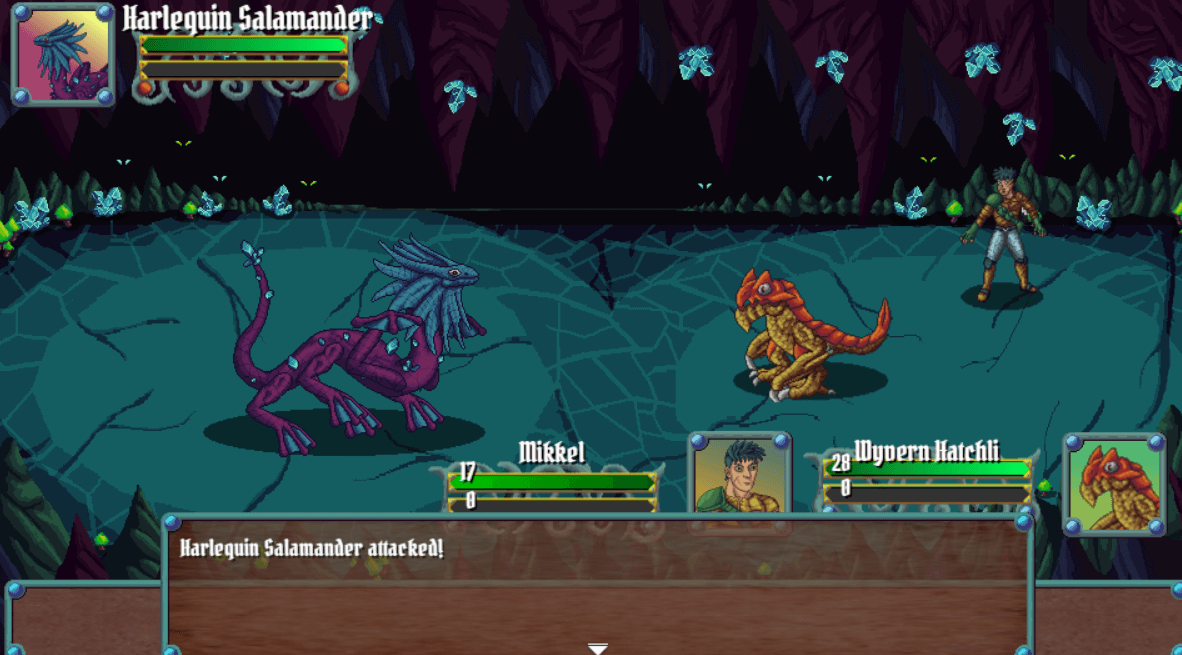 Harlequin Salamander
Mikkel
17
8
Wyvern Hatchli
28
8
Harlequin Salamander attacked!